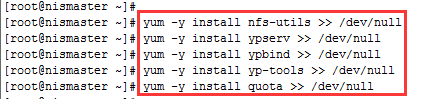 [root@nismaster ~]#
[root@nismaster ~]# yum -y install nfs-utils >> /dev/null
[root@nismaster ~]# yum -y install ypserv >> /dev/null
[root@nismaster ~]# yum -y install ypbind >> /dev/null
[root@nismaster ~]# yum -y install yp-tools >> /dev/null
[root@nismaster ~]# yum -y install quota >> /dev/null